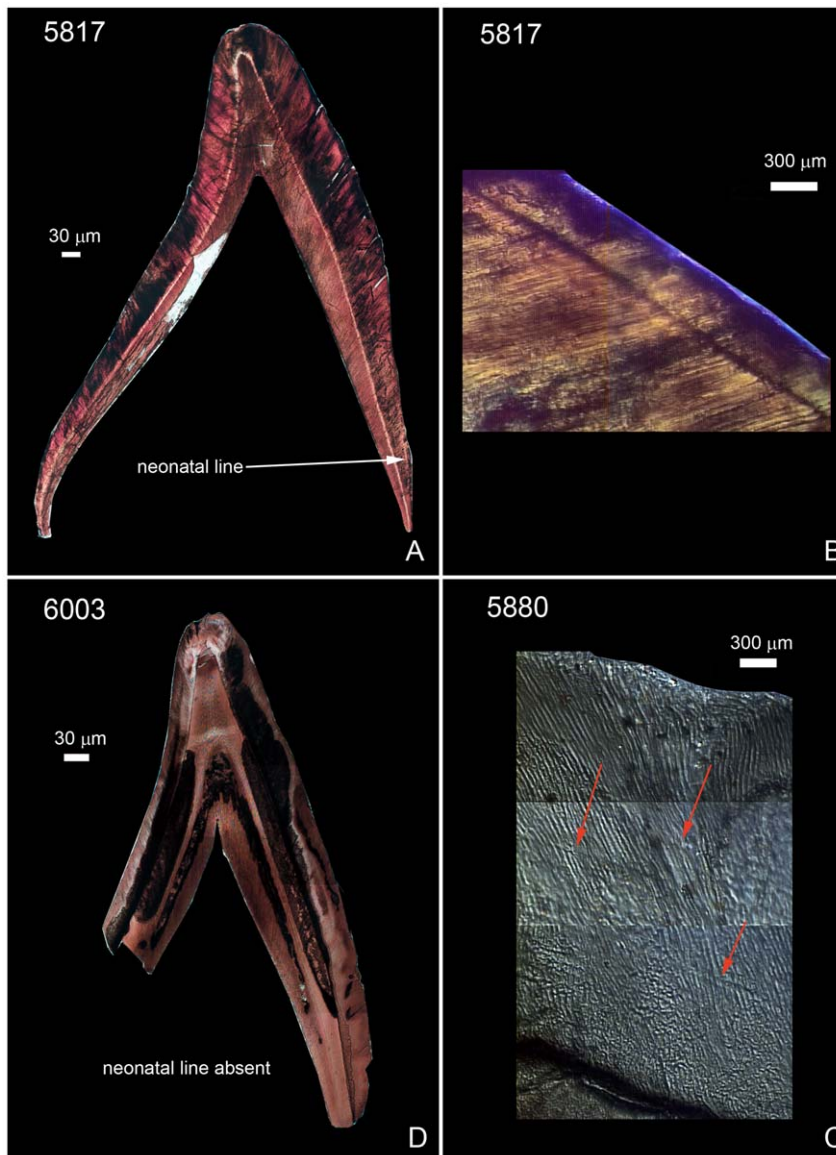 5817
30 μm
neonatal line
A
5817
300 μm
B
6003
30 μm
neonatal line absent
D
5880
300 μm
C